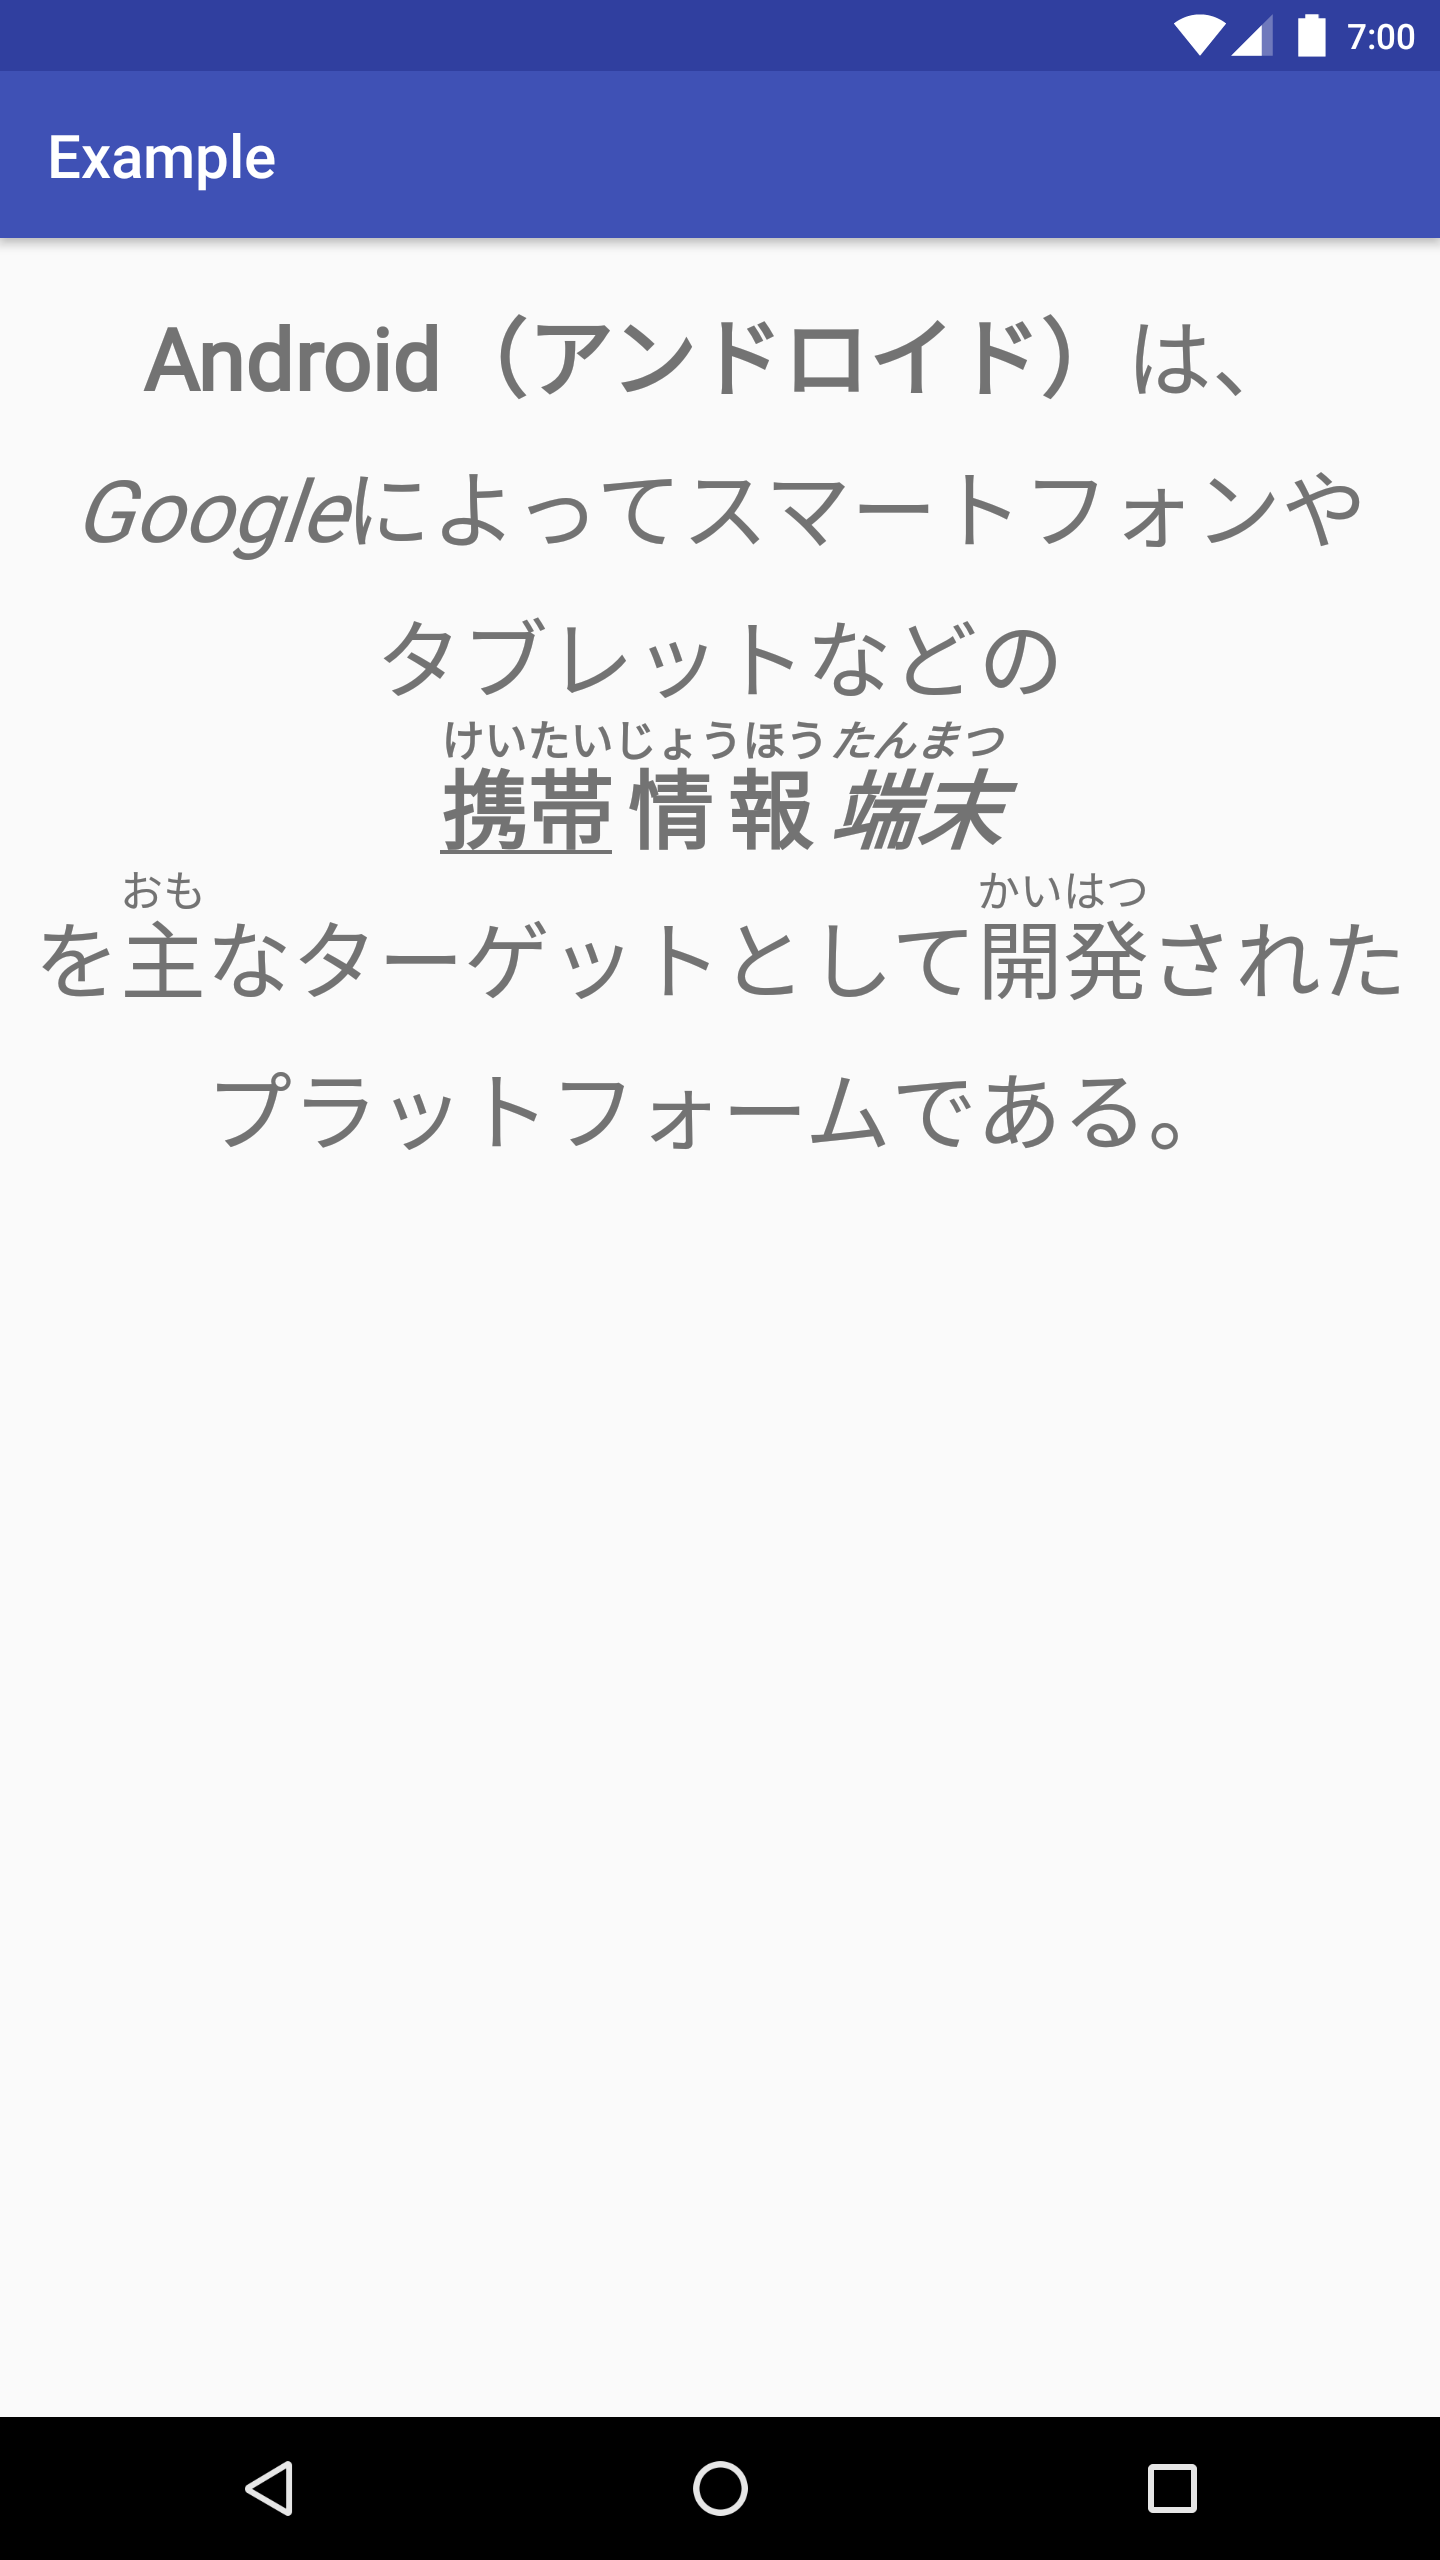 7:00
Example
Android（アンドロイド）は、
Googleによってスマートフォンや
タブレットなどの
けいたいじょうほうたんまつ
携帯情報端末
おも かいはつ
を主なターゲットとして開発された
プラットフォームである。